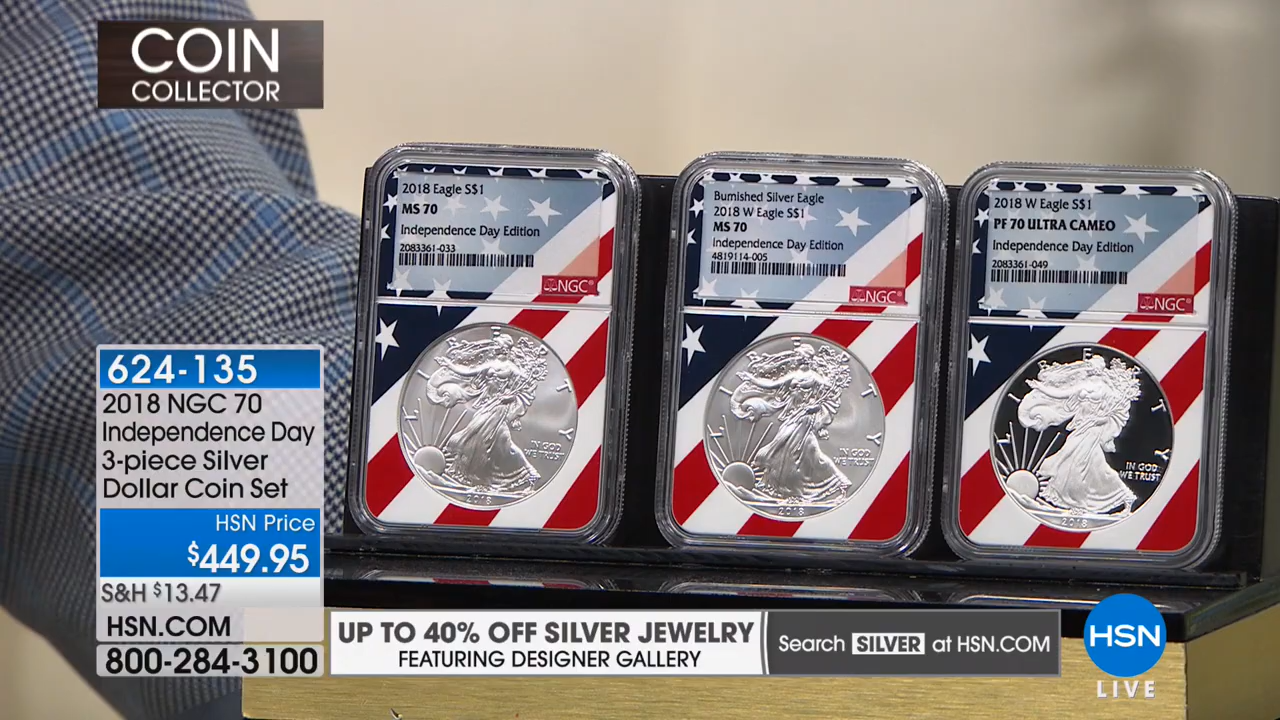 COIN
COLLECTOR
2018 Eagle S$1
MS 70
Independence Day Edition
2083361-033
NGC
Burnished Silver Eagle
2018 W Eagle S$1
MS 70
Independence Day Edition
4819114-005
NGC
2018 W Eagle S$1
PF 70 ULTRA CAMEO
Independence Day Edition
2083361-049
NGC
LIBERTY
IN GOD
WE TRUST
2018
LIBERTY
IN GOD
WE TRUST
2018
LIBERTY
IN GOD
WE TRUST
2018
624-135
2018 NGC 70
Independence Day
3-piece Silver
Dollar Coin Set
HSN Price
$449.95
S&H $13.47
HSN.COM
800-284-3100
UP TO 40% OFF SILVER JEWELRY
FEATURING DESIGNER GALLERY
Search SILVER at HSN.COM
HSN
LIVE